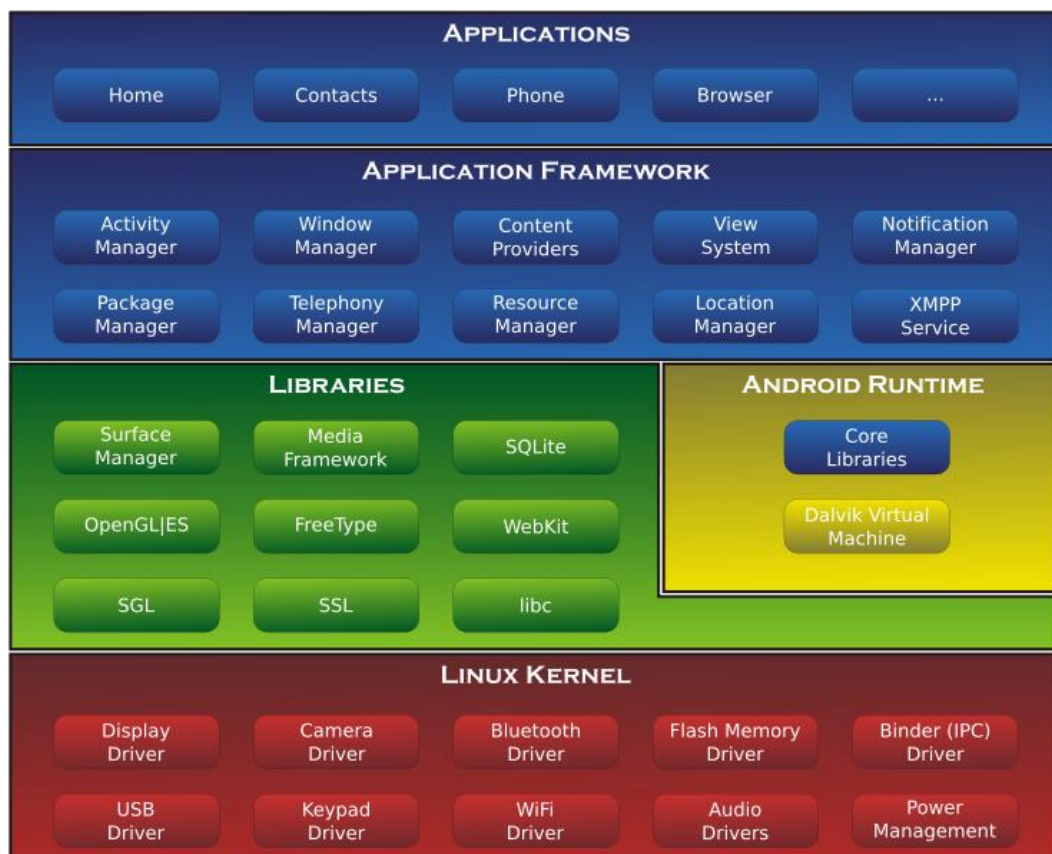 APPLICATIONS
Home
Contacts
Phone
Browser
...
APPLICATION FRAMEWORK
Activity
Manager
Window
Manager
Content
Providers
View
System
Notification
Manager
Package
Manager
Telephony
Manager
Resource
Manager
Location
Manager
XMPP
Service
LIBRARIES
Surface
Manager
Media
Framework
SQLite
OpenGL|ES
FreeType
WebKit
SGL
SSL
libc
ANDROID RUNTIME
Core
Libraries
Dalvik Virtual
Machine
LINUX KERNEL
Display
Driver
Camera
Driver
Bluetooth
Driver
Flash Memory
Driver
Binder (IPC)
Driver
USB
Driver
Keypad
Driver
WiFi
Driver
Audio
Drivers
Power
Management